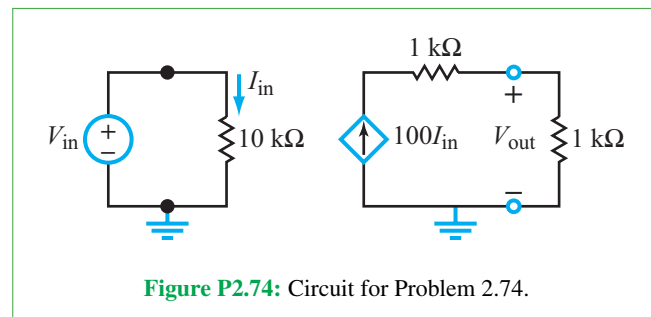 1 kΩ
I_in
+
V_in
+
−
10 kΩ
100I_in
V_out
1 kΩ
−
Figure P2.74: Circuit for Problem 2.74.